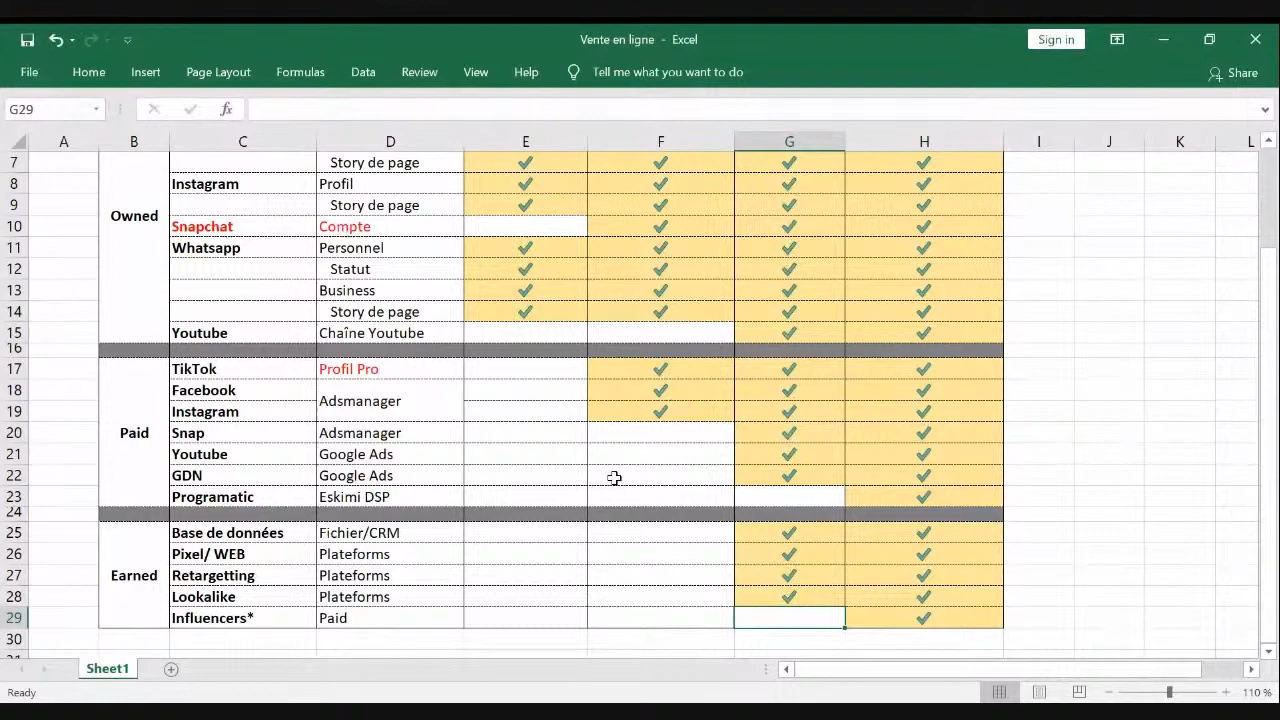 Vente en ligne - Excel
Sign in
File Home Insert Page Layout Formulas Data Review View Help Tell me what you want to do Share
G29 fx
A B C D E F G H I J K L
7 Story de page ✓ ✓ ✓ ✓
8 Instagram Profil ✓ ✓ ✓ ✓
9 Story de page ✓ ✓ ✓ ✓
Owned
10 Snapchat Compte ✓ ✓ ✓
11 Whatsapp Personnel ✓ ✓ ✓ ✓
12 Statut ✓ ✓ ✓ ✓
13 Business ✓ ✓ ✓ ✓
14 Story de page ✓ ✓ ✓ ✓
15 Youtube Chaîne Youtube ✓ ✓
16
17 TikTok Profil Pro ✓ ✓ ✓
18 Facebook ✓ ✓ ✓
Adsmanager
19 Instagram ✓ ✓ ✓
20 Paid Snap Adsmanager ✓ ✓
21 Youtube Google Ads ✓ ✓
22 GDN Google Ads ✓ ✓
23 Programatic Eskimi DSP ✓
24
25 Base de données Fichier/CRM ✓ ✓
26 Pixel/ WEB Plateforms ✓ ✓
27 Earned Retargetting Plateforms ✓ ✓
28 Lookalike Plateforms ✓ ✓
29 Influencers* Paid ✓
30
Sheet1
Ready 110 %